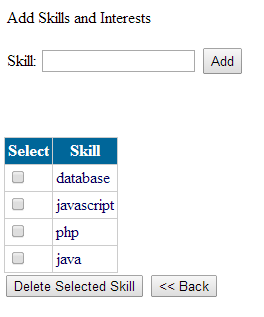 Add Skills and Interests
Skill: Add
Select Skill
database
javascript
php
java
Delete Selected Skill << Back